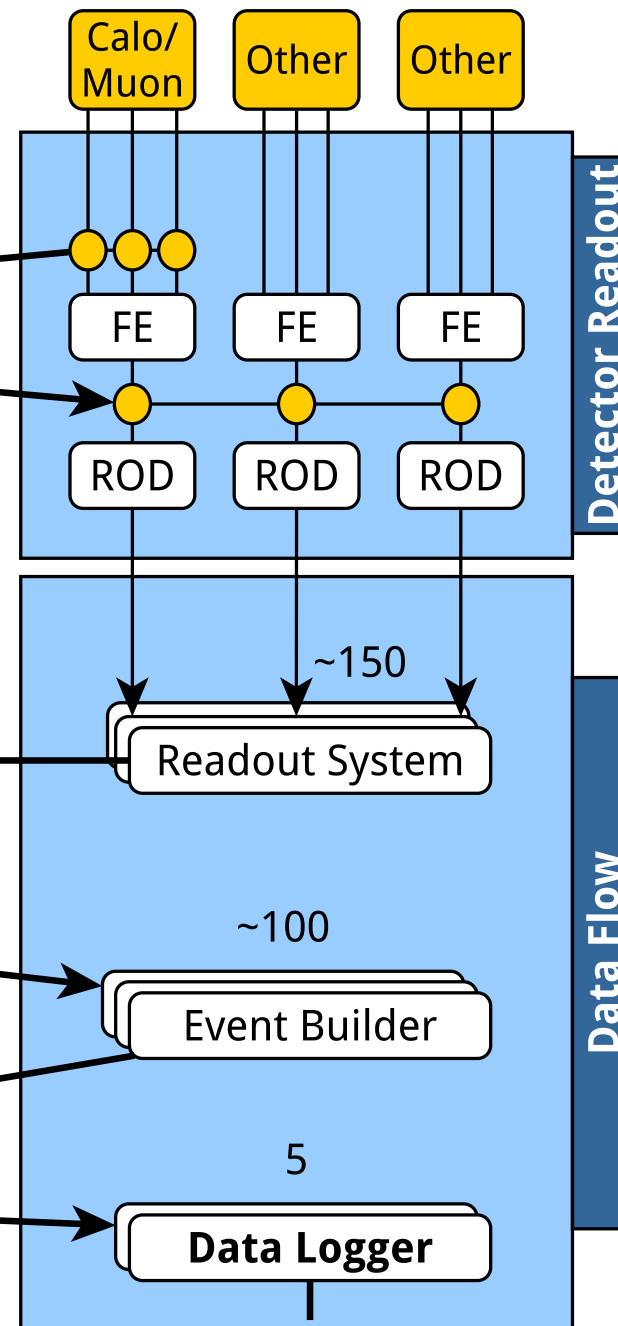 Calo/
Muon
Other
Other
FE
FE
FE
ROD
ROD
ROD
Detector Readout
~150
Readout System
~100
Event Builder
Data Flow
5
Data Logger